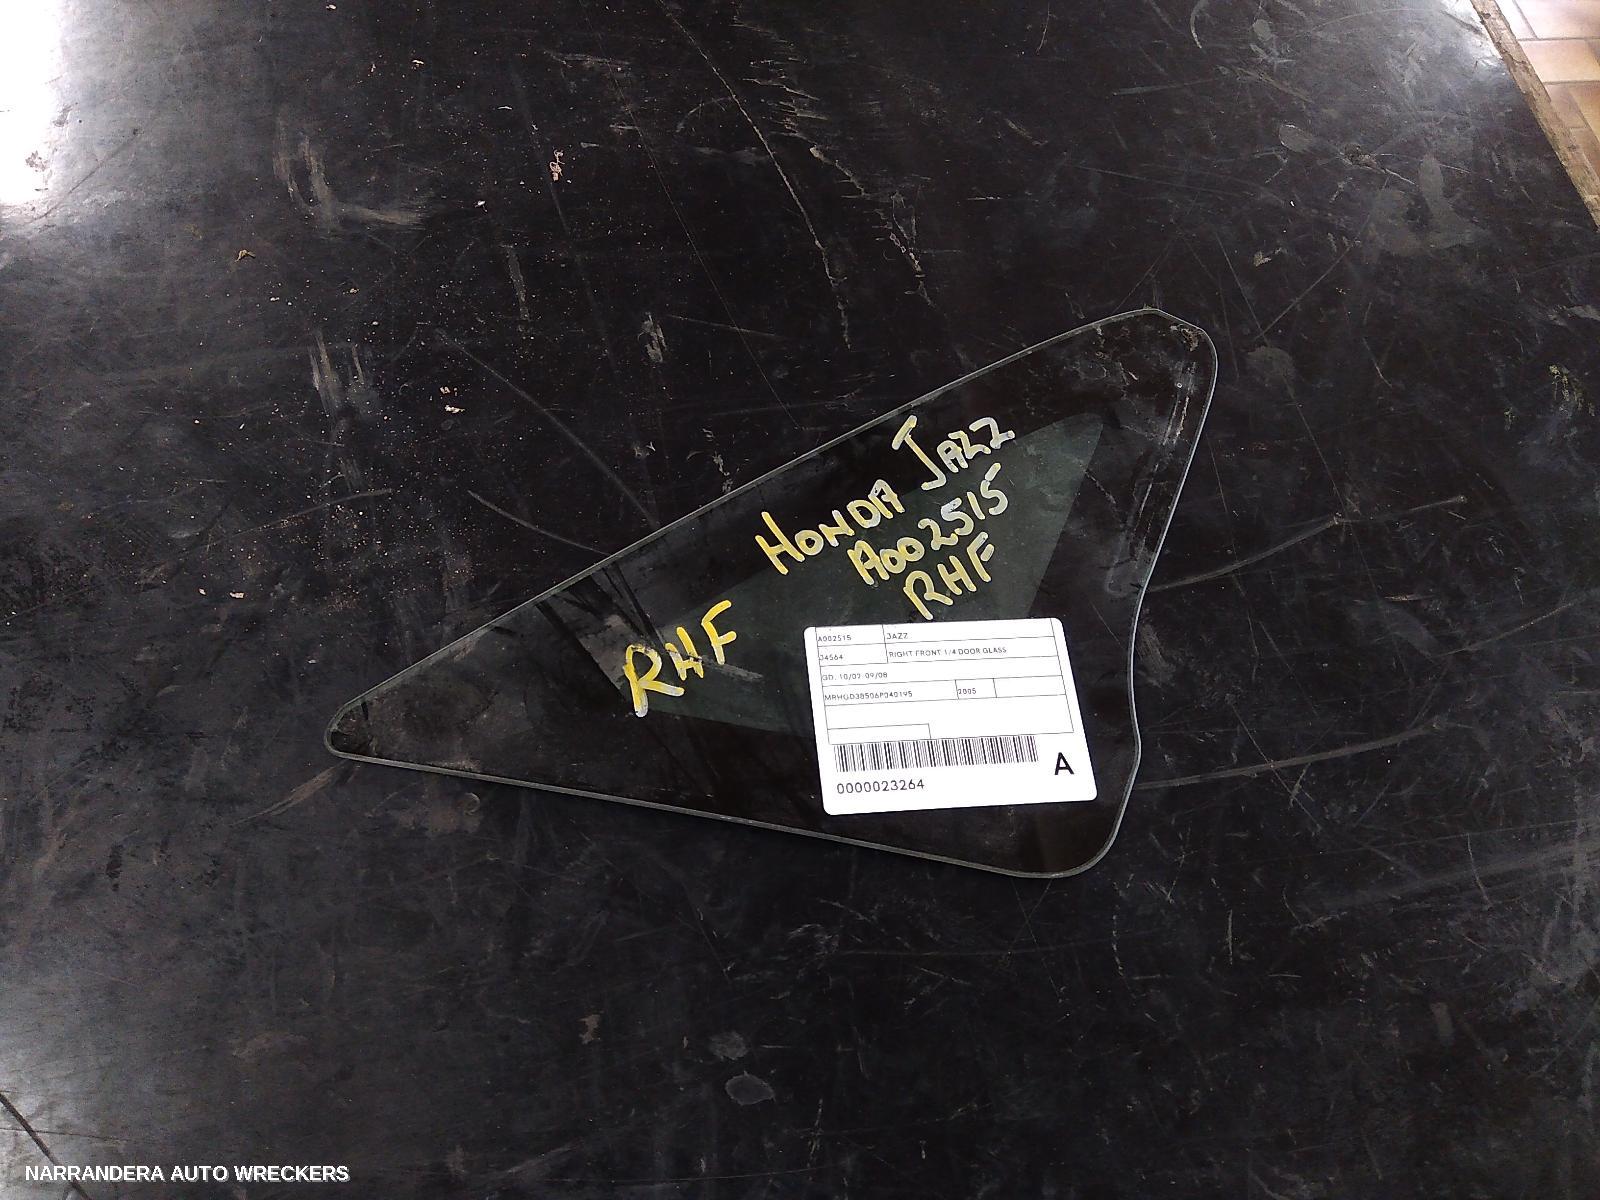 HONDA JAZZ
A002515
RHF
RHF
A002515 JAZZ
34564 RIGHT FRONT 1/4 DOOR GLASS
GD, 10/02-09/08
MRHGD38506P040195 2005
0000023264 A
NARRANDERA AUTO WRECKERS